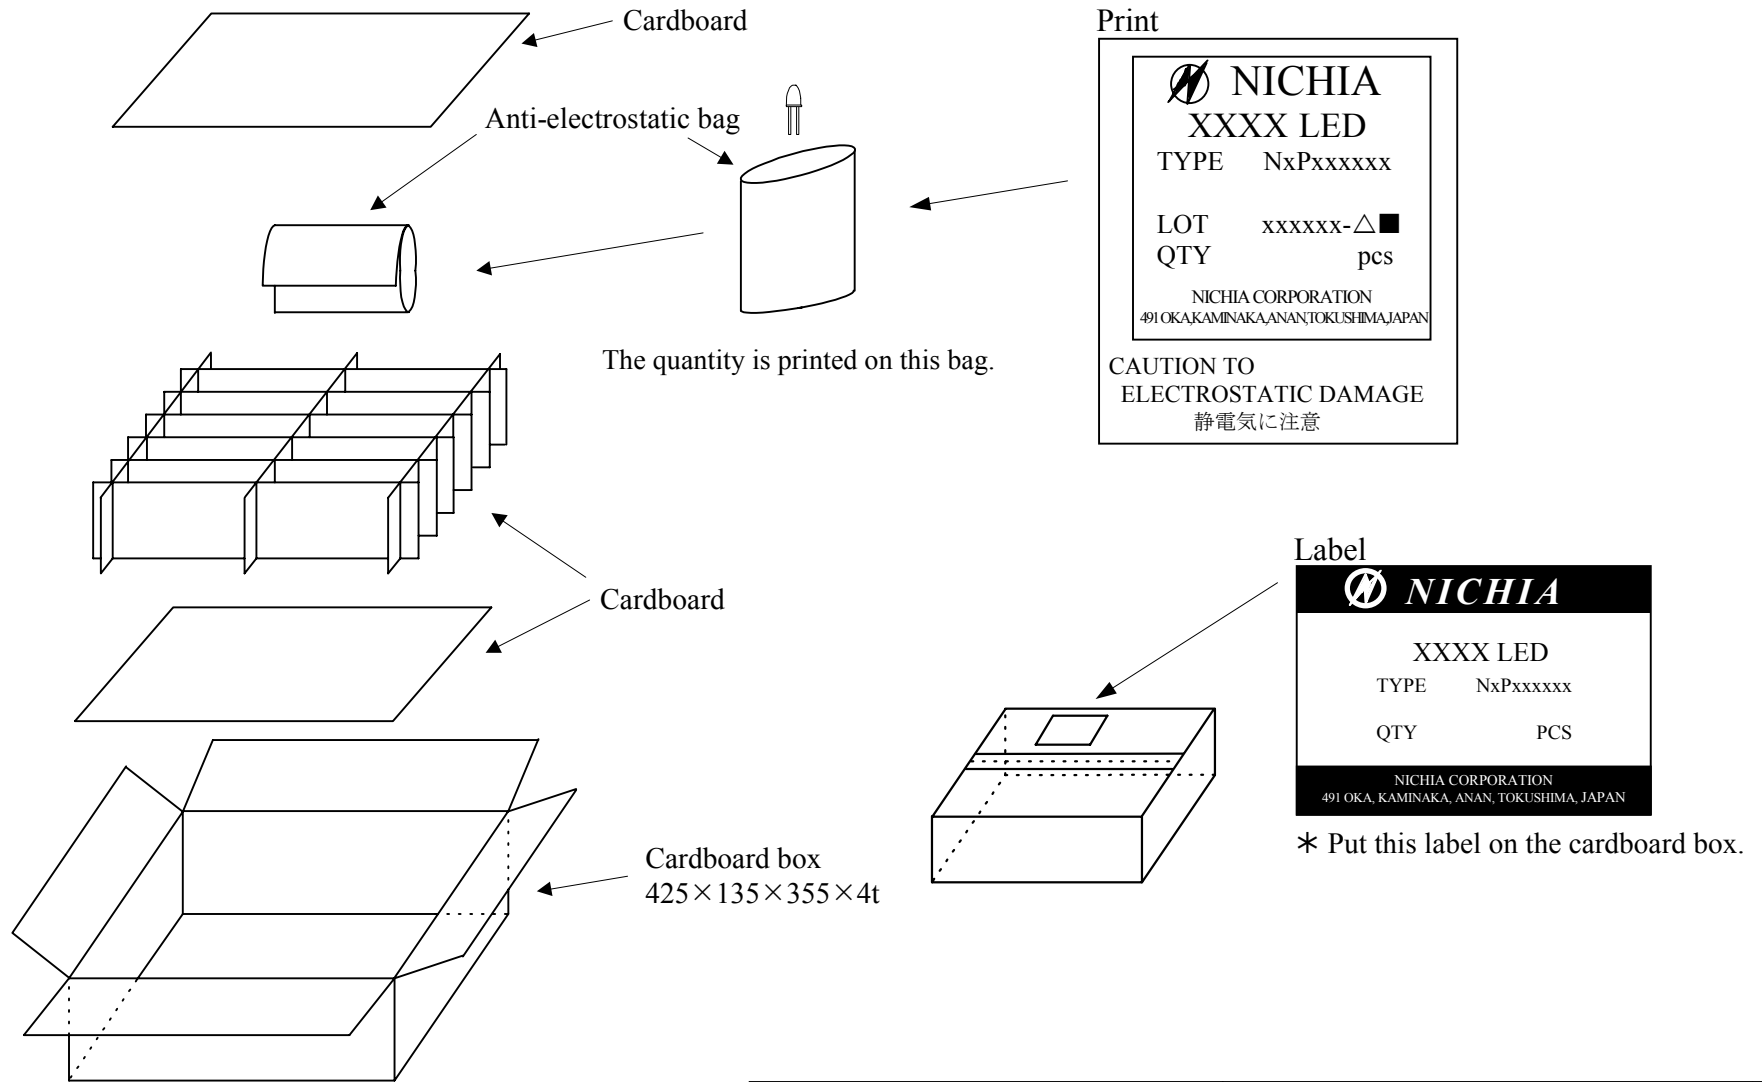 Cardboard
Anti-electrostatic bag
The quantity is printed on this bag.
Print
NICHIA
XXXX LED
TYPE NxPxxxxxx
LOT xxxxxx-△■
QTY pcs
NICHIA CORPORATION
491 OKA,KAMINAKA,ANAN,TOKUSHIMA,JAPAN
CAUTION TO
ELECTROSTATIC DAMAGE
静電気に注意
Cardboard
Cardboard box
425×135×355×4t
Label
NICHIA
XXXX LED
TYPE NxPxxxxxx
QTY PCS
NICHIA CORPORATION
491 OKA, KAMINAKA, ANAN, TOKUSHIMA, JAPAN
＊ Put this label on the cardboard box.